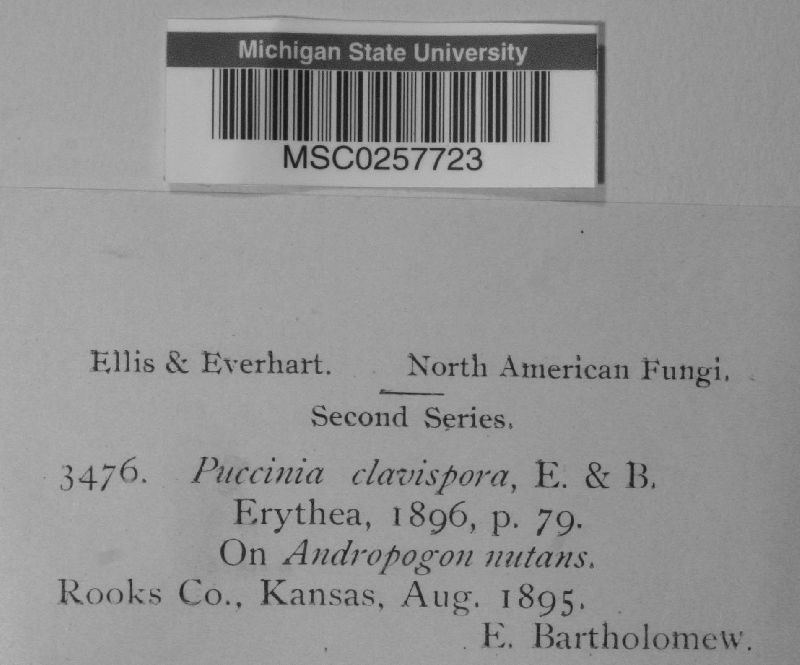 Michigan State University
MSC0257723
Ellis & Everhart. North American Fungi.
Second Series.
3476. Puccinia clavispora, E. & B.
Erythea, 1896, p. 79.
On Andropogon nutans.
Rooks Co., Kansas, Aug. 1895.
E. Bartholomew.